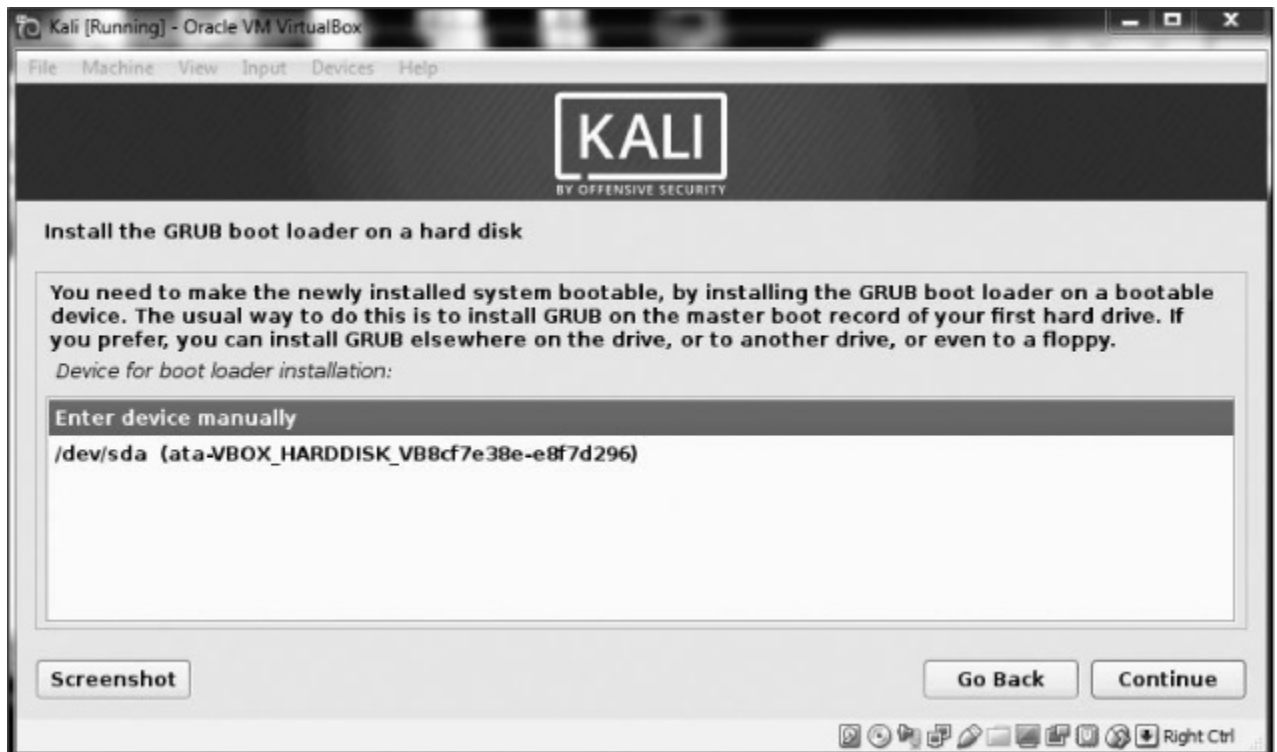 Kali [Running] - Oracle VM VirtualBox
File Machine View Input Devices Help
KALI
BY OFFENSIVE SECURITY
Install the GRUB boot loader on a hard disk
You need to make the newly installed system bootable, by installing the GRUB boot loader on a bootable
device. The usual way to do this is to install GRUB on the master boot record of your first hard drive. If
you prefer, you can install GRUB elsewhere on the drive, or to another drive, or even to a floppy.
Device for boot loader installation:
Enter device manually
/dev/sda (ata-VBOX_HARDDISK_VB8cf7e38e-e8f7d296)
Screenshot
Go Back
Continue
Right Ctrl